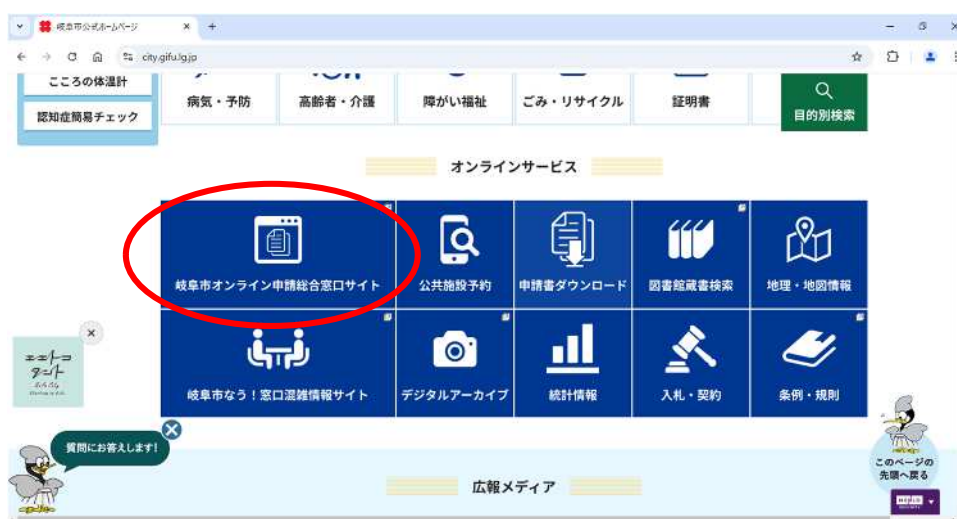 岐阜市公式ホームページ
city.gifu.lg.jp
こころの体温計
認知症簡易チェック
病気・予防
高齢者・介護
障がい福祉
ごみ・リサイクル
証明書
目的別検索
オンラインサービス
岐阜市オンライン申請総合窓口サイト
公共施設予約
申請書ダウンロード
図書館蔵書検索
地理・地図情報
岐阜市なう！窓口混雑情報サイト
デジタルアーカイブ
統計情報
入札・契約
条例・規則
質問にお答えします！
このページの
先頭へ戻る
広報メディア